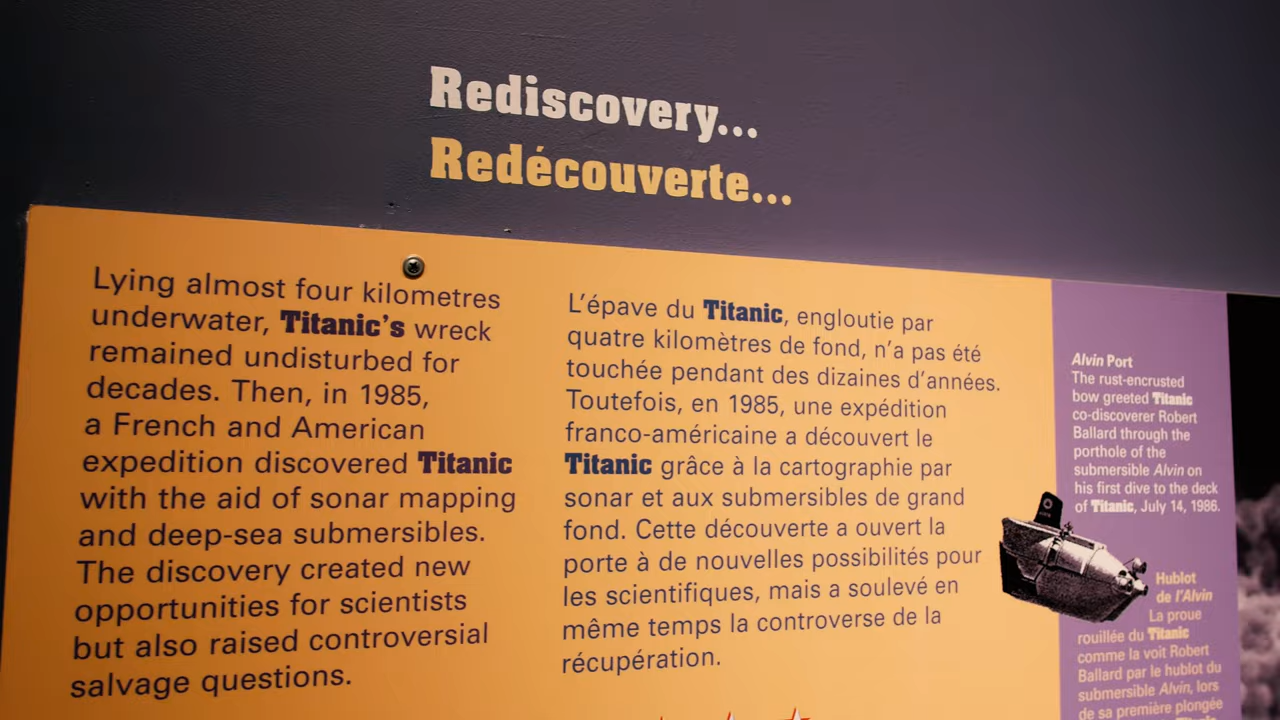 Rediscovery...
Redécouverte...
Lying almost four kilometres
underwater, Titanic's wreck
remained undisturbed for
decades. Then, in 1985,
a French and American
expedition discovered Titanic
with the aid of sonar mapping
and deep-sea submersibles.
The discovery created new
opportunities for scientists
but also raised controversial
salvage questions.
L'épave du Titanic, engloutie par
quatre kilomètres de fond, n'a pas été
touchée pendant des dizaines d'années.
Toutefois, en 1985, une expédition
franco-américaine a découvert le
Titanic grâce à la cartographie par
sonar et aux submersibles de grand
fond. Cette découverte a ouvert la
porte à de nouvelles possibilités pour
les scientifiques, mais a soulevé en
même temps la controverse de la
récupération.
Alvin Port
The rust-encrusted
bow greeted Titanic
co-discoverer Robert
Ballard through the
porthole of the
submersible Alvin on
his first dive to the deck
of Titanic, July 14, 1986.
Hublot
de l'Alvin
La proue
rouillée du Titanic
comme la voit Robert
Ballard par le hublot du
submersible Alvin, lors
de sa première plongée